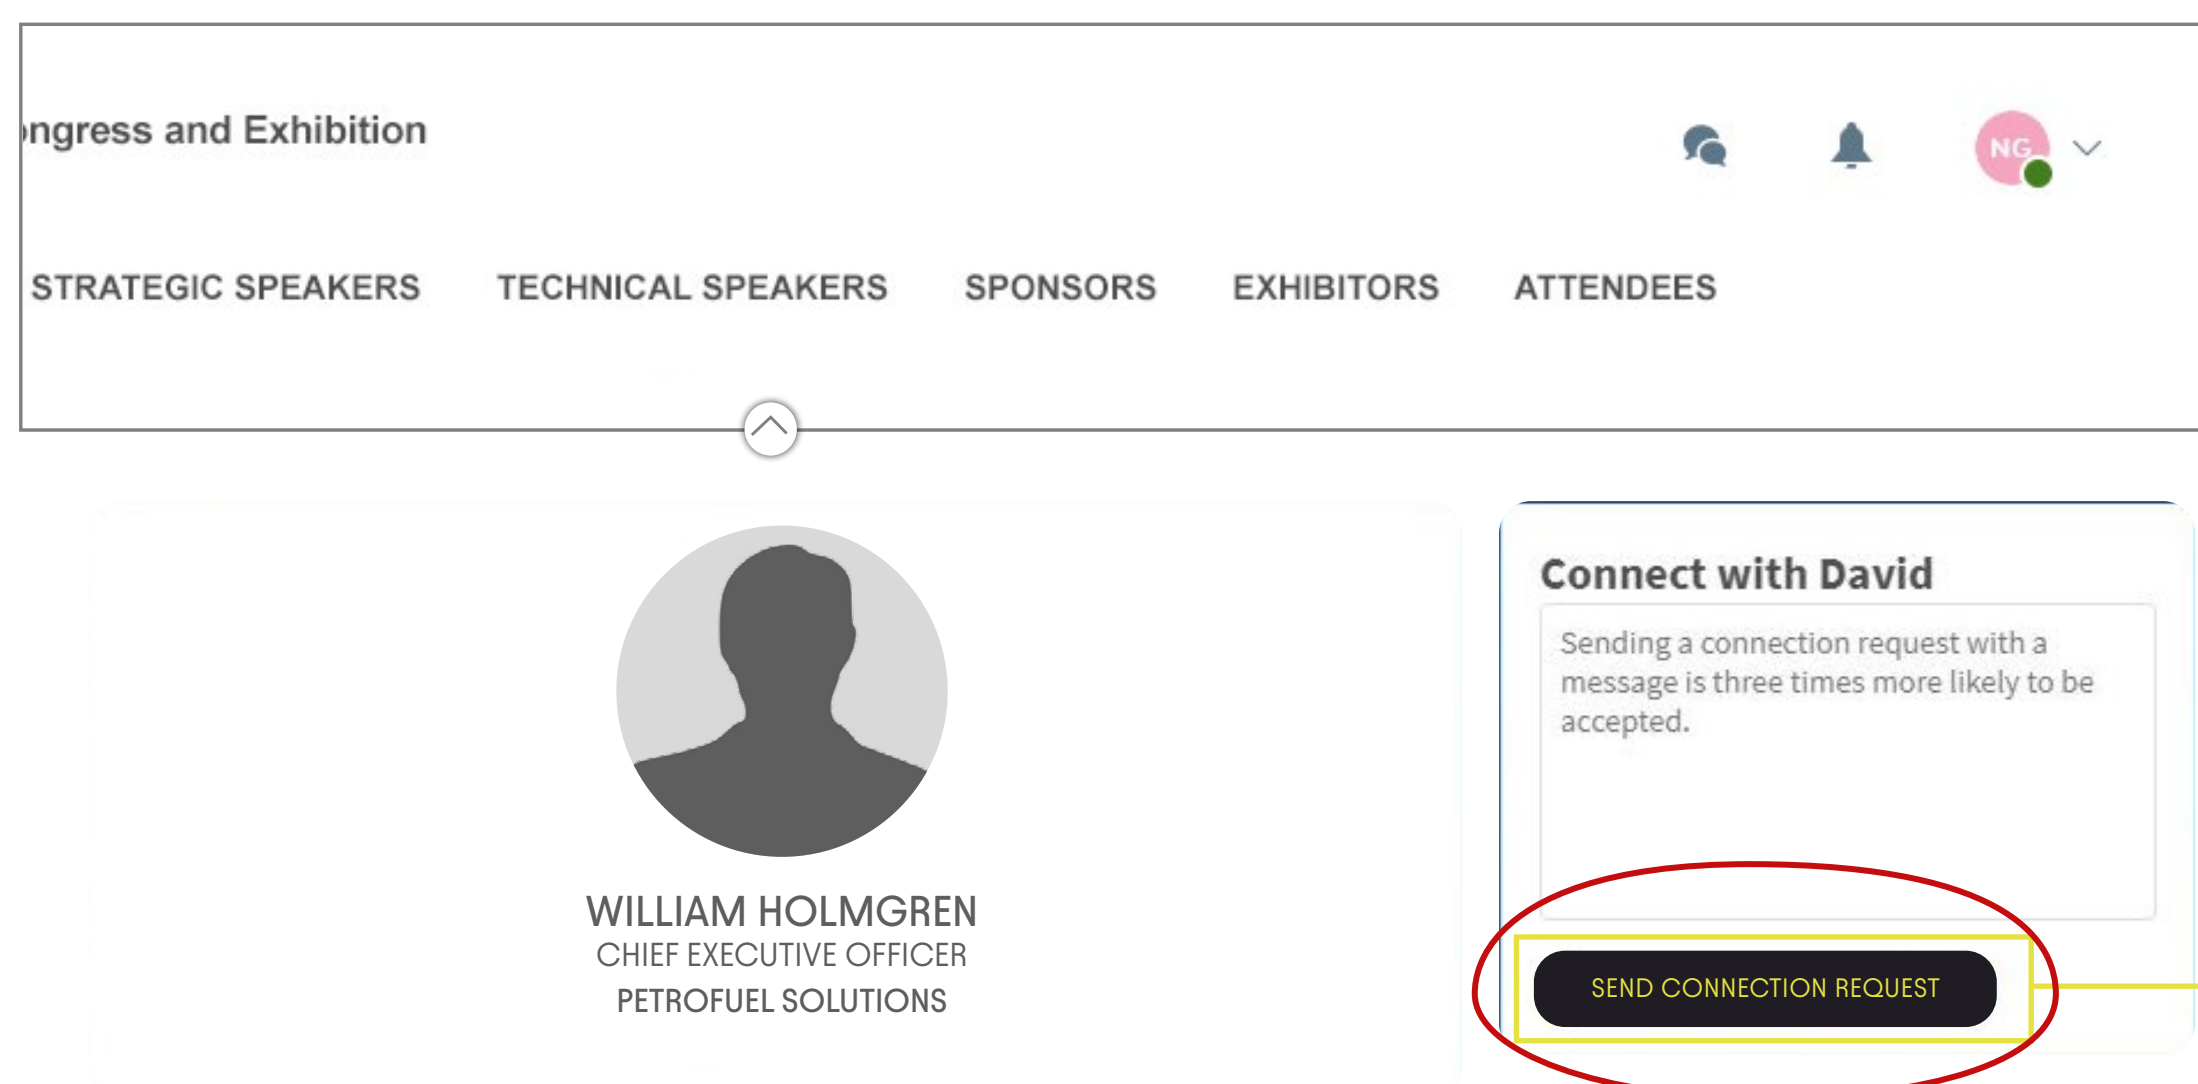 ongress and Exhibition
NG
STRATEGIC SPEAKERS TECHNICAL SPEAKERS SPONSORS EXHIBITORS ATTENDEES
WILLIAM HOLMGREN
CHIEF EXECUTIVE OFFICER
PETROFUEL SOLUTIONS
Connect with David
Sending a connection request with a
message is three times more likely to be
accepted.
SEND CONNECTION REQUEST